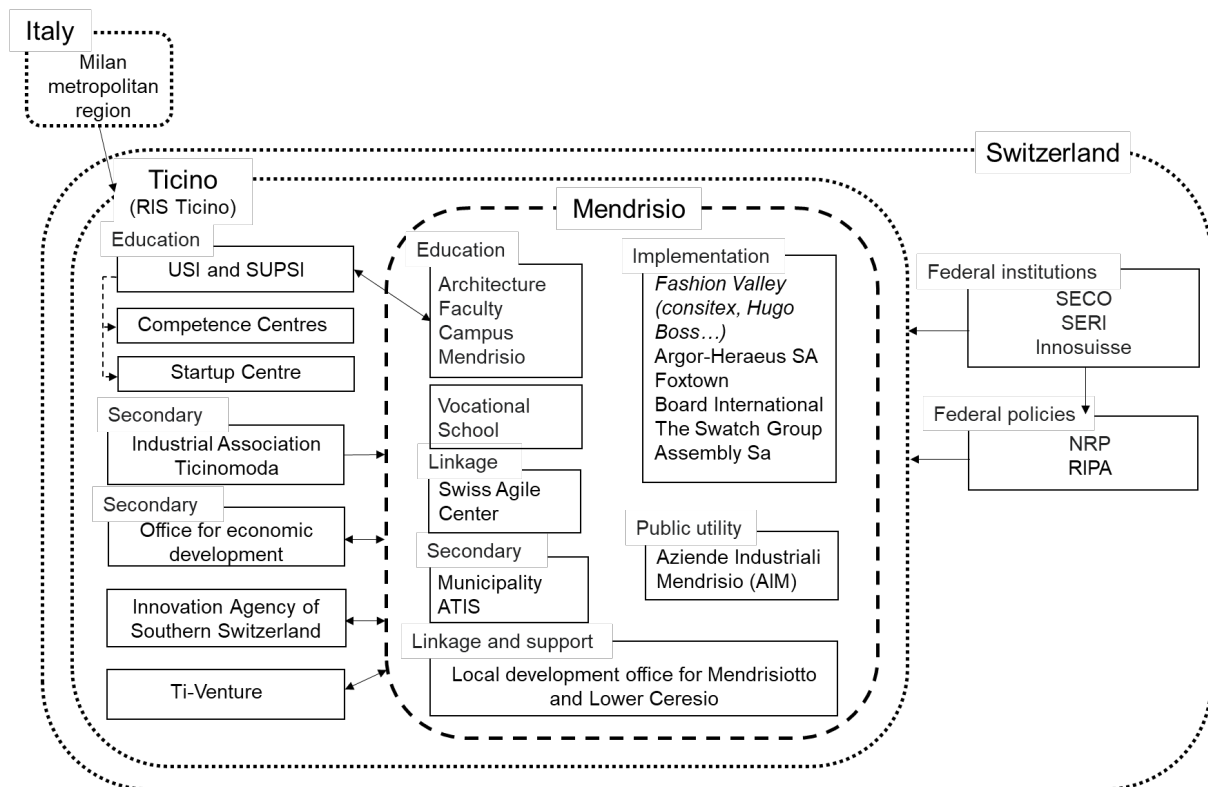 Italy
Milan
metropolitan
region
Switzerland
Ticino
(RIS Ticino)
Education
USI and SUPSI
Competence Centres
Startup Centre
Secondary
Industrial Association
Ticinomoda
Secondary
Office for economic
development
Innovation Agency of
Southern Switzerland
Ti-Venture
Mendrisio
Education
Architecture
Faculty
Campus
Mendrisio
Vocational
School
Linkage
Swiss Agile
Center
Secondary
Municipality
ATIS
Linkage and support
Local development office for Mendrisiotto
and Lower Ceresio
Implementation
Fashion Valley
(consitex, Hugo
Boss…)
Argor-Heraeus SA
Foxtown
Board International
The Swatch Group
Assembly Sa
Public utility
Aziende Industriali
Mendrisio (AIM)
Federal institutions
SECO
SERI
Innosuisse
Federal policies
NRP
RIPA